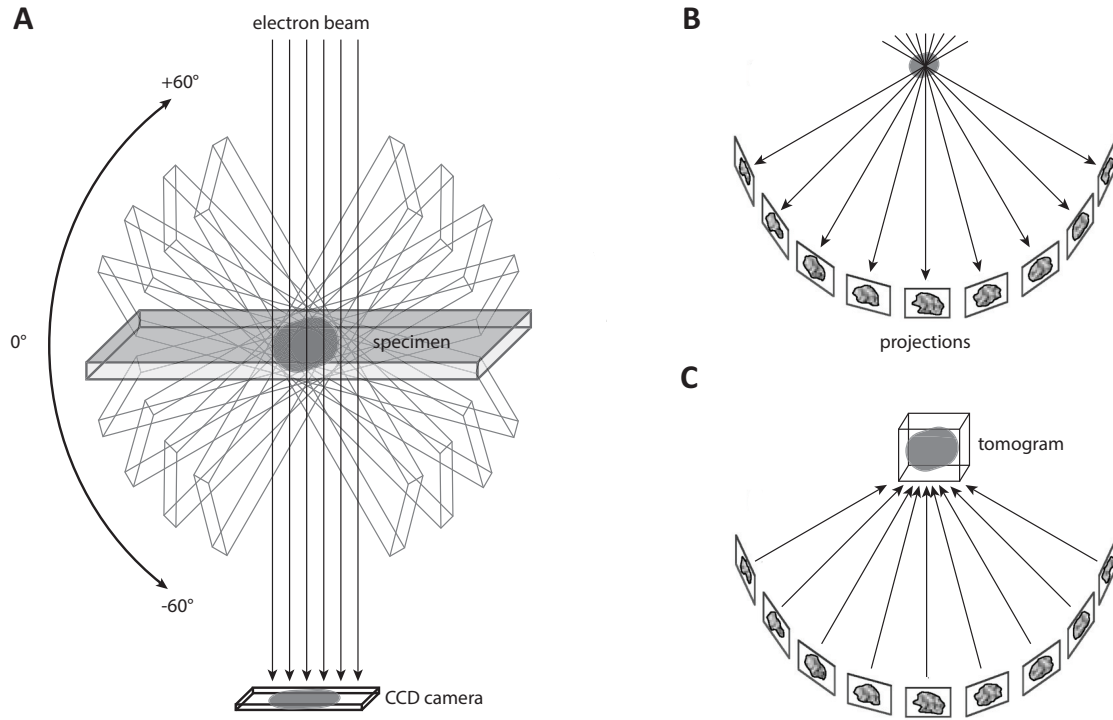 A
electron beam
+60°
0°
specimen
-60°
CCD camera
B
projections
C
tomogram